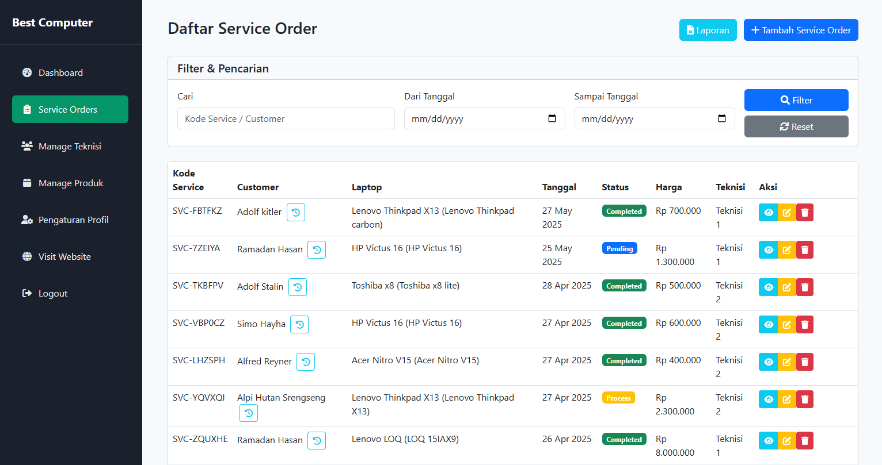 Best Computer
Dashboard
Service Orders
Manage Teknisi
Manage Produk
Pengaturan Profil
Visit Website
Logout
Daftar Service Order
Laporan
Tambah Service Order
Filter & Pencarian
Cari
Dari Tanggal
Sampai Tanggal
Kode Service / Customer
mm/dd/yyyy
mm/dd/yyyy
Filter
Reset
Kode Service Customer Laptop Tanggal Status Harga Teknisi Aksi
SVC-FBTFKZ Adolf kitler Lenovo Thinkpad X13 (Lenovo Thinkpad carbon) 27 May 2025 Completed Rp 700.000 Teknisi 1
SVC-7ZEIYA Ramadan Hasan HP Victus 16 (HP Victus 16) 25 May 2025 Pending Rp 1.300.000 Teknisi 1
SVC-TKBFPV Adolf Stalin Toshiba x8 (Toshiba x8 lite) 28 Apr 2025 Completed Rp 500.000 Teknisi 2
SVC-VBP0CZ Simo Hayha HP Victus 16 (HP Victus 16) 27 Apr 2025 Completed Rp 600.000 Teknisi 2
SVC-LHZSPH Alfred Reyner Acer Nitro V15 (Acer Nitro V15) 27 Apr 2025 Completed Rp 400.000 Teknisi 2
SVC-YQVXQI Alpi Hutan Srengseng Lenovo Thinkpad X13 (Lenovo Thinkpad X13) 27 Apr 2025 Process Rp 2.300.000 Teknisi 2
SVC-ZQUXHE Ramadan Hasan Lenovo LOQ (LOQ 15IAX9) 26 Apr 2025 Completed Rp 8.000.000 Teknisi 1